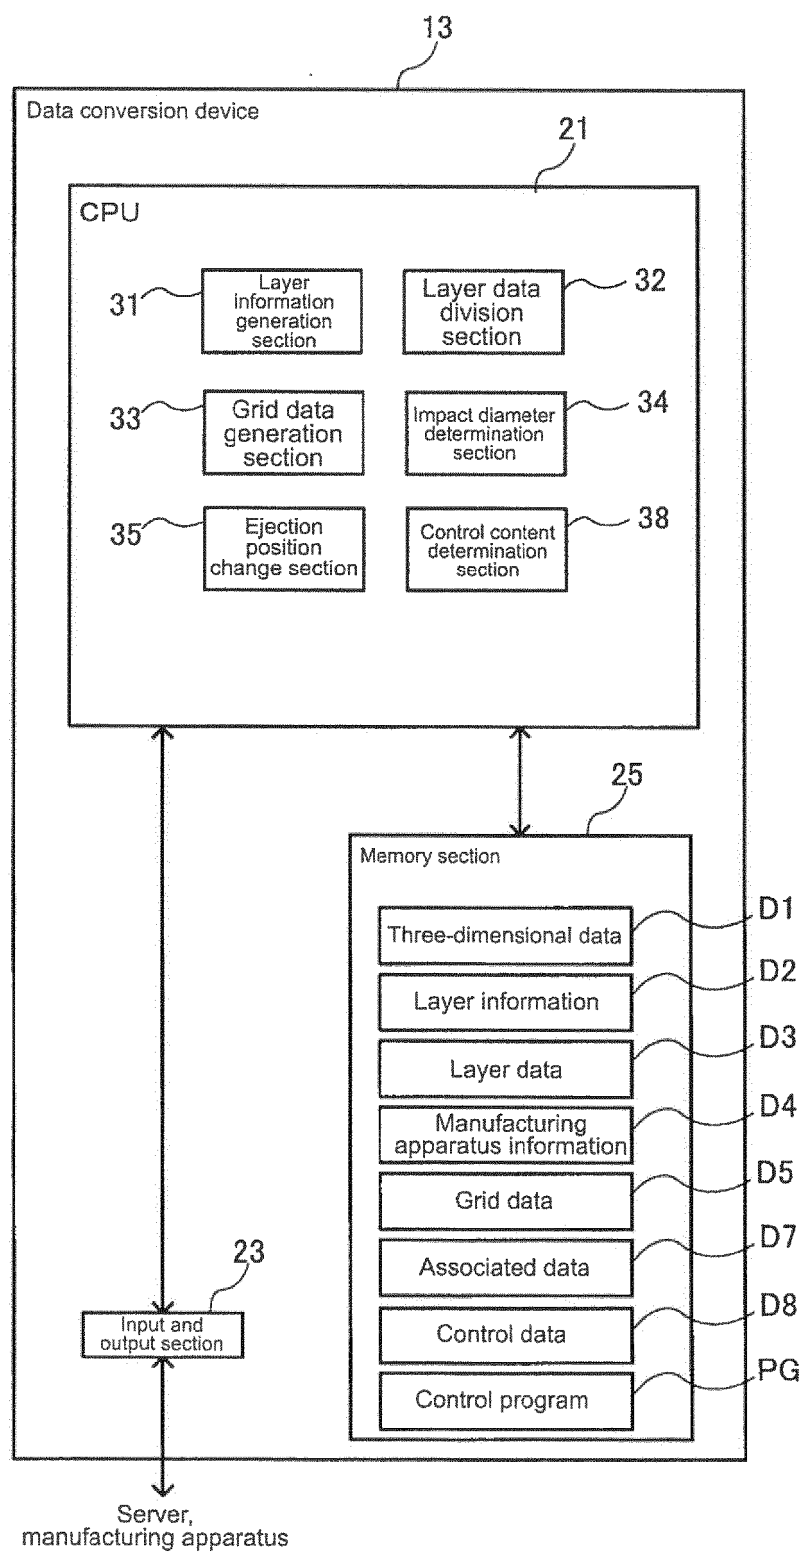 13
Data conversion device
21
CPU
31
Layer
information
generation
section
Layer data
division
section
32
33
Grid data
generation
section
Impact diameter
determination
section
34
35
Ejection
position
change section
Control content
determination
section
38
25
Memory section
Three-dimensional data
D1
Layer information
D2
Layer data
D3
Manufacturing
apparatus information
D4
Grid data
D5
Associated data
D7
Control data
D8
Control program
PG
23
Input and
output section
Server,
manufacturing apparatus